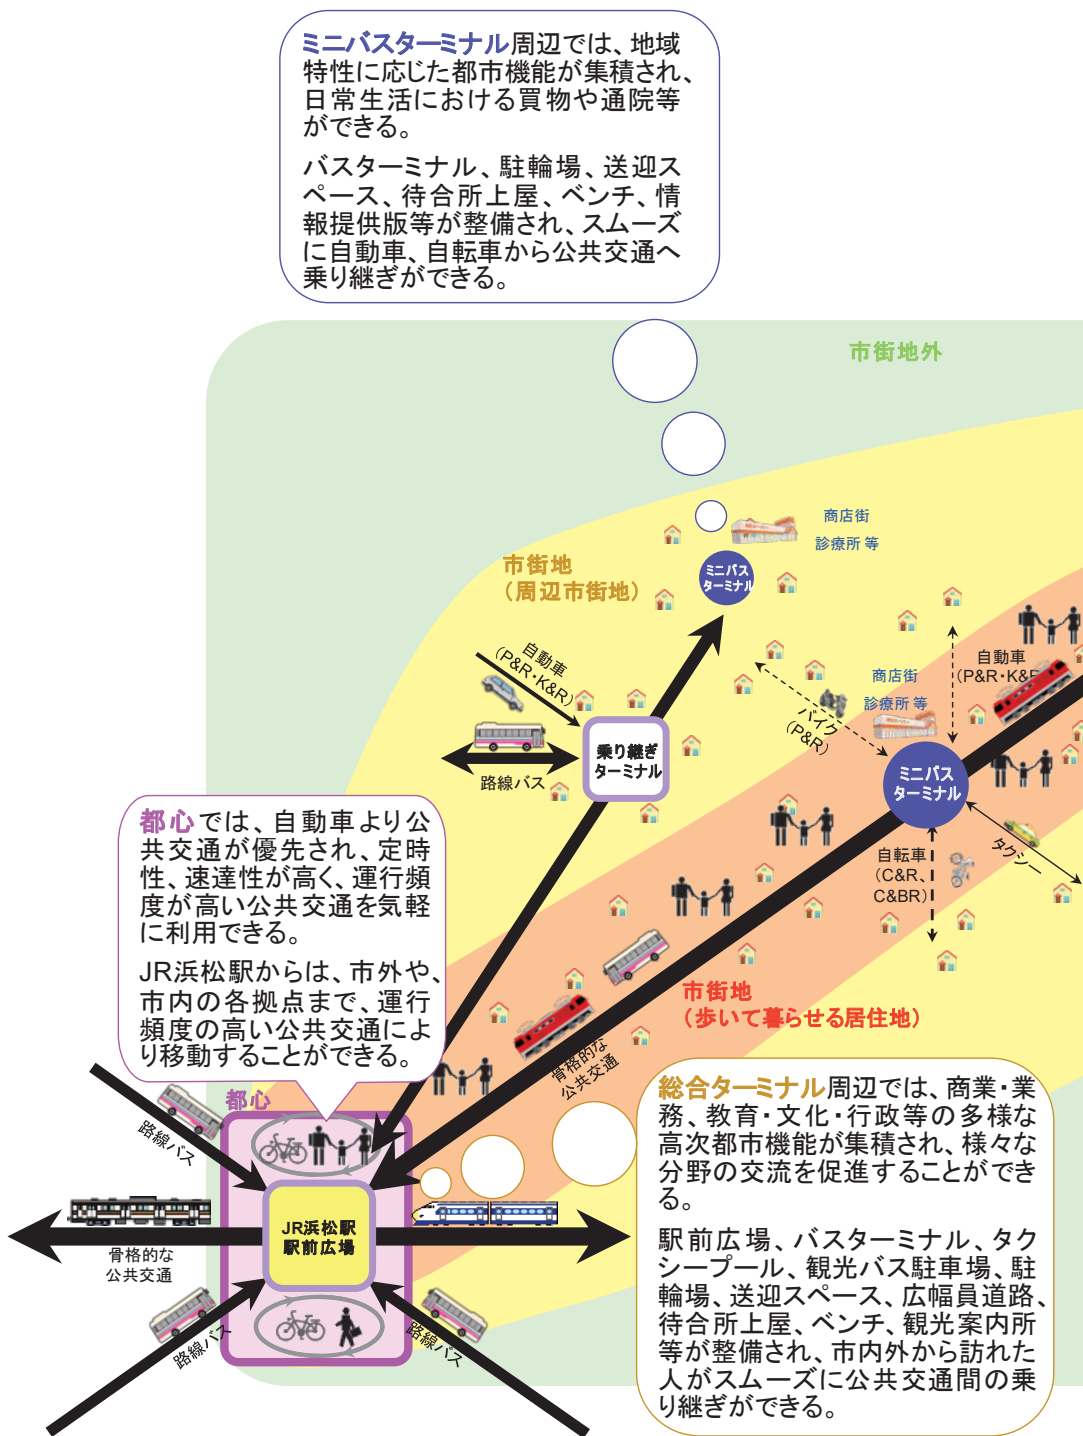 ミニバスターミナル周辺では、地域
特性に応じた都市機能が集積され、
日常生活における買物や通院等
ができる。
バスターミナル、駐輪場、送迎ス
ペース、待合所上屋、ベンチ、情
報提供版等が整備され、スムーズ
に自動車、自転車から公共交通へ
乗り継ぎができる。
市街地外
商店街
診療所 等
市街地
（周辺市街地）
ミニバス
ターミナル
自動車
(P&R・K&R)
自動車
(P&R・K&R
商店街
診療所 等
バイク
(P&R)
乗り継ぎ
ターミナル
路線バス
ミニバス
ターミナル
タクシー
自転車
(C&R、
C&BR)
都心では、自動車より公
共交通が優先され、定時
性、速達性が高く、運行頻
度が高い公共交通を気軽
に利用できる。
JR浜松駅からは、市外や、
市内の各拠点まで、運行
頻度の高い公共交通によ
り移動することができる。
市街地
（歩いて暮らせる居住地）
骨格的な
公共交通
都心
路線バス
JR浜松駅
駅前広場
骨格的な
公共交通
路線バス
路線バス
総合ターミナル周辺では、商業・業
務、教育・文化・行政等の多様な
高次都市機能が集積され、様々な
分野の交流を促進することができ
る。
駅前広場、バスターミナル、タク
シープール、観光バス駐車場、駐
輪場、送迎スペース、広幅員道路、
待合所上屋、ベンチ、観光案内所
等が整備され、市内外から訪れた
人がスムーズに公共交通間の乗
り継ぎができる。